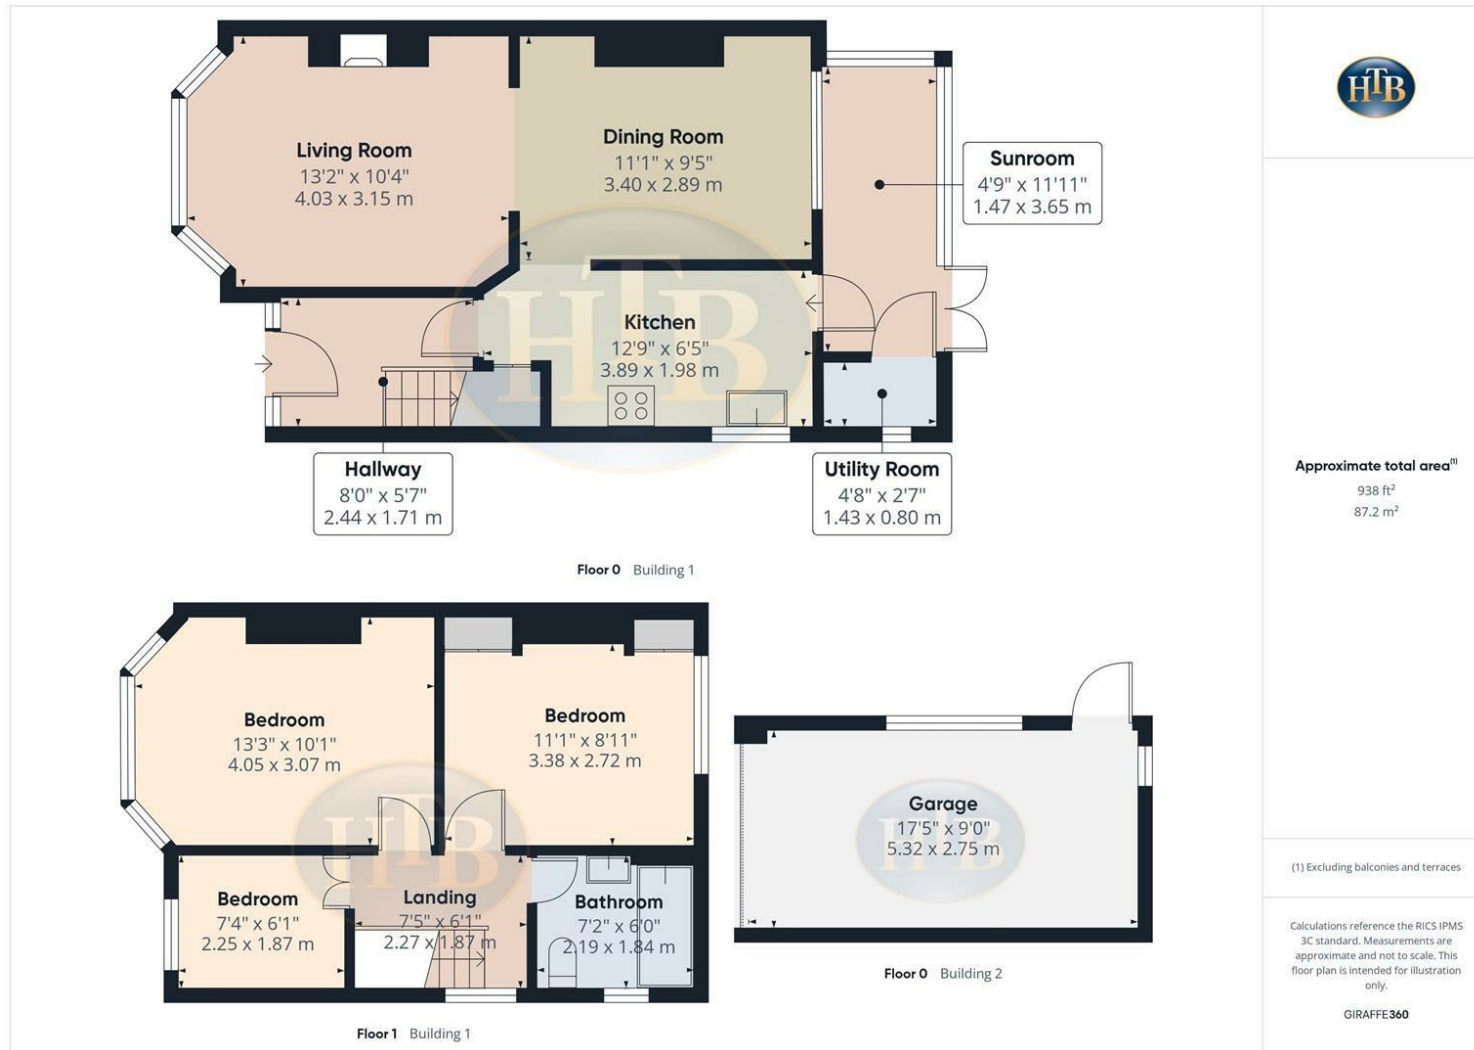 Living Room
13'2" x 10'4"
4.03 x 3.15 m
Dining Room
11'1" x 9'5"
3.40 x 2.89 m
Sunroom
4'9" x 11'11"
1.47 x 3.65 m
Kitchen
12'9" x 6'5"
3.89 x 1.98 m
HTB
Hallway
8'0" x 5'7"
2.44 x 1.71 m
Utility Room
4'8" x 2'7"
1.43 x 0.80 m
Floor 0 Building 1
Bedroom
13'3" x 10'1"
4.05 x 3.07 m
Bedroom
11'1" x 8'11"
3.38 x 2.72 m
HTB
Bedroom
7'4" x 6'1"
2.25 x 1.87 m
Landing
7'5" x 6'1"
2.27 x 1.87 m
Bathroom
7'2" x 6'0"
2.19 x 1.84 m
Floor 1 Building 1
Garage
17'5" x 9'0"
5.32 x 2.75 m
HTB
Floor 0 Building 2
HTB
Approximate total area(1)
938 ft²
87.2 m²
(1) Excluding balconies and terraces
Calculations reference the RICS IPMS
3C standard. Measurements are
approximate and not to scale. This
floor plan is intended for illustration
only.
GIRAFFE360